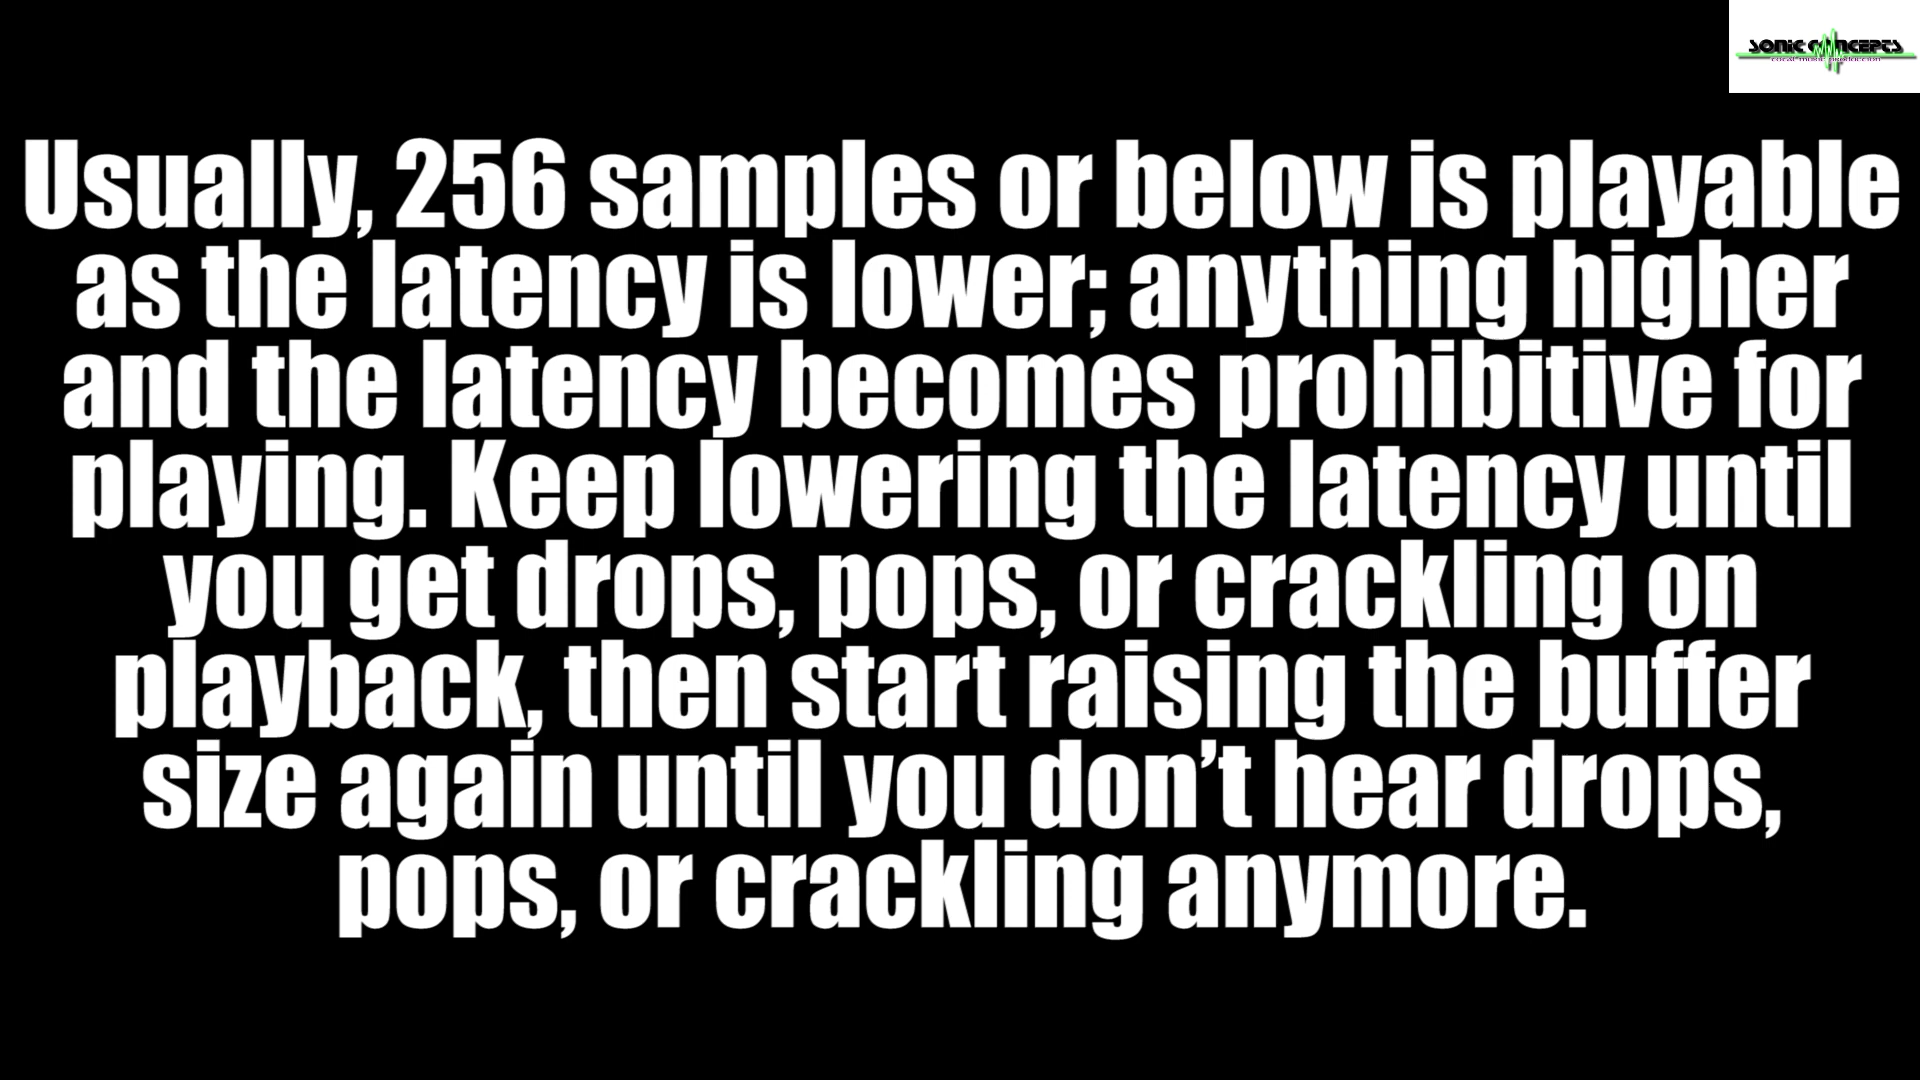 SONIC CONCEPTS
Usually, 256 samples or below is playable
as the latency is lower; anything higher
and the latency becomes prohibitive for
playing. Keep lowering the latency until
you get drops, pops, or crackling on
playback, then start raising the buffer
size again until you don’t hear drops,
pops, or crackling anymore.